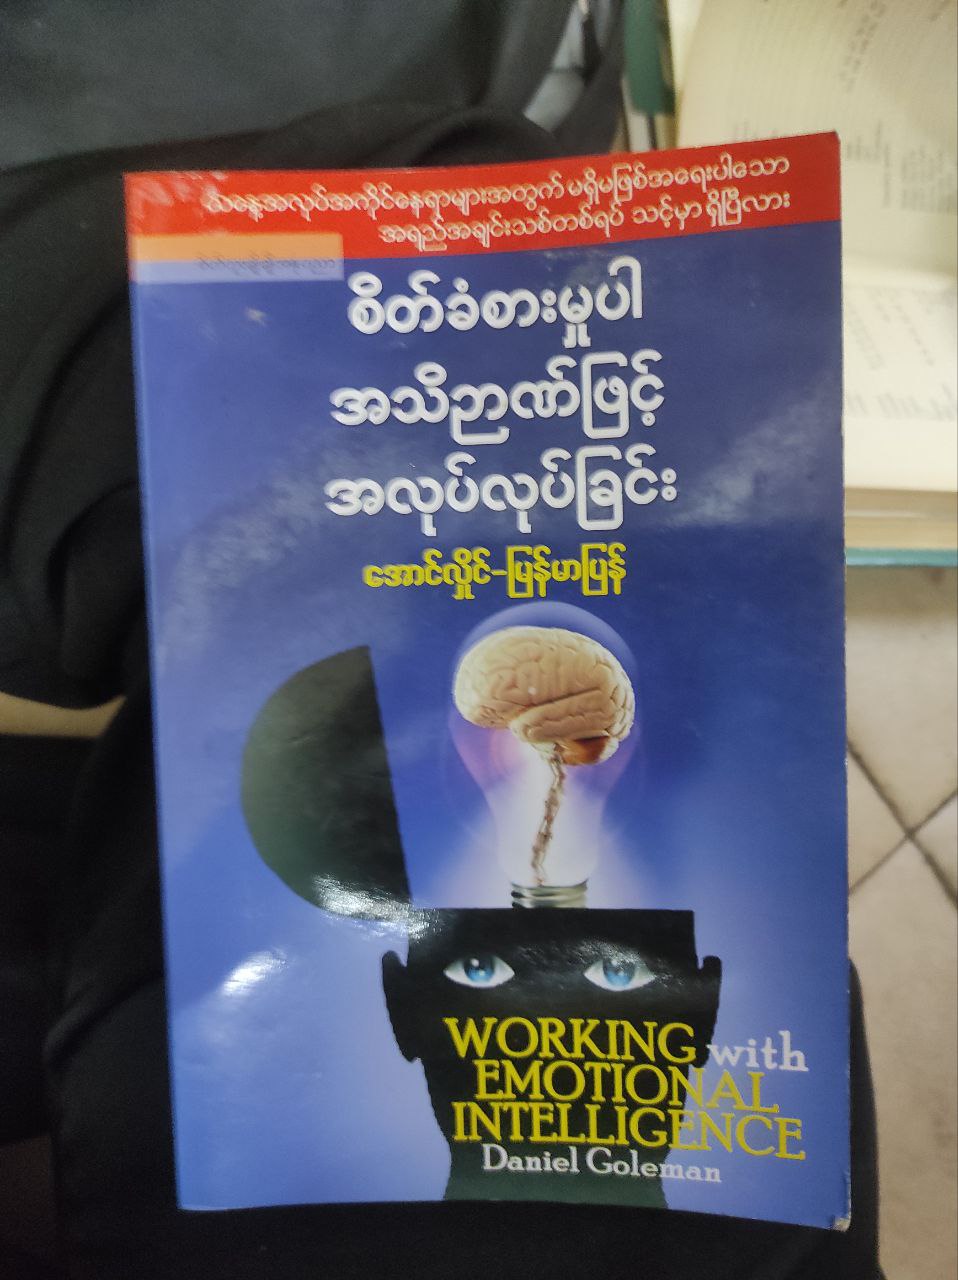 ယနေ့အလုပ်အကိုင်နေရာများအတွက် မရှိမဖြစ်အရေးပါသော
အရည်အချင်းသစ်တစ်ရပ် သင့်မှာ ရှိပြီလား
စိတ်ခံစားမှုပါ
အသိဉာဏ်ဖြင့်
အလုပ်လုပ်ခြင်း
အောင်လှိုင်-မြန်မာပြန်
WORKING with
EMOTIONAL
INTELLIGENCE
Daniel Goleman